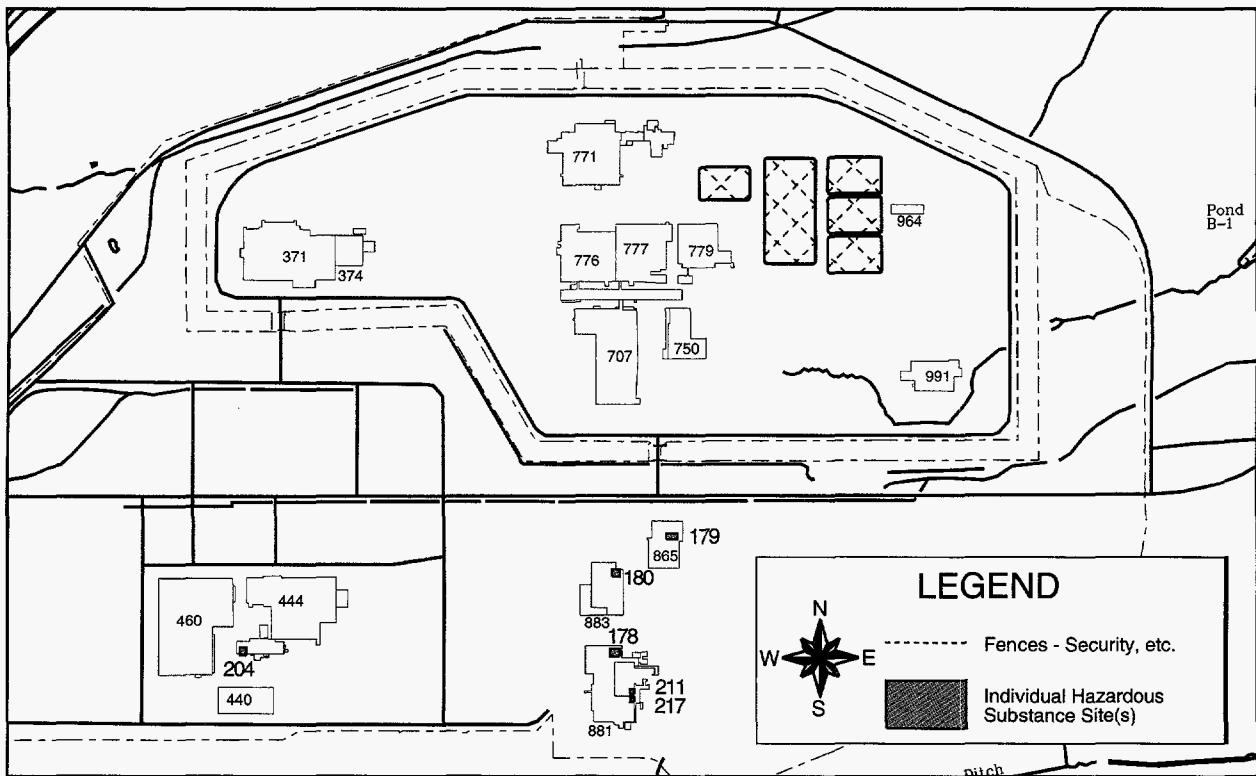 771
Pond
B-1
964
371
374
776
777
779
707
750
991
179
865
180
883
460
444
204
440
178
211
217
881
LEGEND
N
W
E
S
Fences - Security, etc.
Individual Hazardous
Substance Site(s)
Ditch